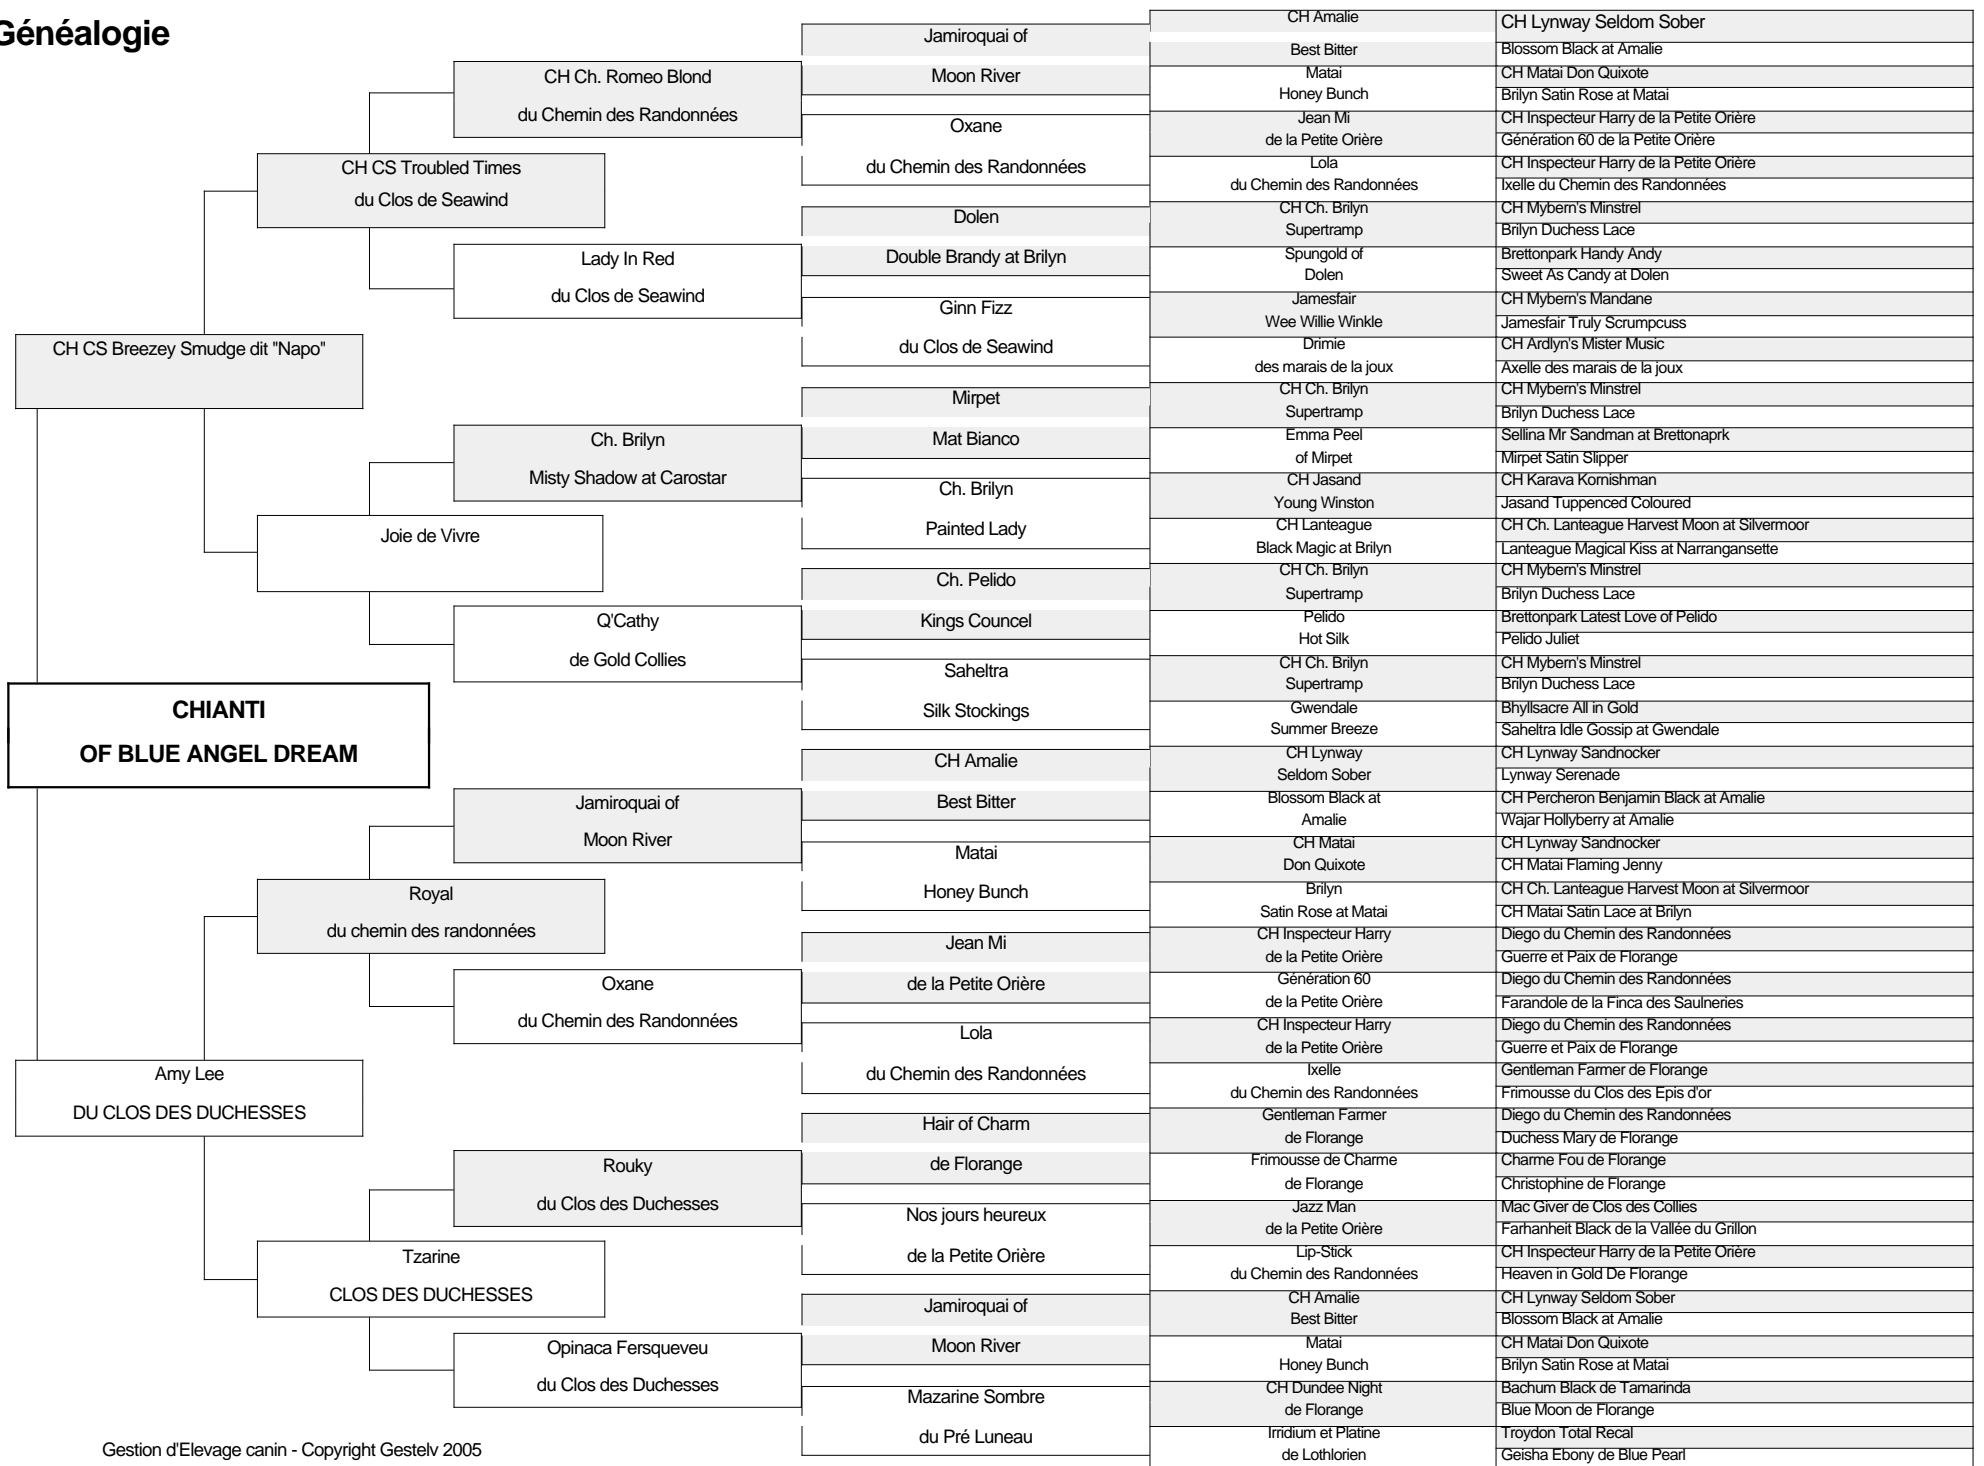 Généalogie
CHIANTI
OF BLUE ANGEL DREAM
CH CS Breezey Smudge dit "Napo"
Amy Lee
DU CLOS DES DUCHESSES
CH CS Troubled Times
du Clos de Seawind
Joie de Vivre
Royal
du chemin des randonnées
Tzarine
CLOS DES DUCHESSES
CH Ch. Romeo Blond
du Chemin des Randonnées
Lady In Red
du Clos de Seawind
Ch. Brilyn
Misty Shadow at Carostar
Q'Cathy
de Gold Collies
Jamiroquai of
Moon River
Oxane
du Chemin des Randonnées
Rouky
du Clos des Duchesses
Opinaca Fersqueveu
du Clos des Duchesses
Jamiroquai of
Moon River
Oxane
du Chemin des Randonnées
Dolen
Double Brandy at Brilyn
Ginn Fizz
du Clos de Seawind
Mirpet
Mat Bianco
Ch. Brilyn
Painted Lady
Ch. Pelido
Kings Councel
Saheltra
Silk Stockings
CH Amalie
Best Bitter
Matai
Honey Bunch
Jean Mi
de la Petite Orière
Lola
du Chemin des Randonnées
Hair of Charm
de Florange
Nos jours heureux
de la Petite Orière
Jamiroquai of
Moon River
Mazarine Sombre
du Pré Luneau
CH Amalie
Best Bitter
Matai
Honey Bunch
Jean Mi
de la Petite Orière
Lola
du Chemin des Randonnées
CH Ch. Brilyn
Supertramp
Spungold of
Dolen
Jamesfair
Wee Willie Winkle
Drimie
des marais de la joux
CH Ch. Brilyn
Supertramp
Emma Peel
of Mirpet
CH Jasand
Young Winston
CH Lanteague
Black Magic at Brilyn
CH Ch. Brilyn
Supertramp
Pelido
Hot Silk
CH Ch. Brilyn
Supertramp
Gwendale
Summer Breeze
CH Lynway
Seldom Sober
Blossom Black at
Amalie
CH Matai
Don Quixote
Brilyn
Satin Rose at Matai
CH Inspecteur Harry
de la Petite Orière
Génération 60
de la Petite Orière
CH Inspecteur Harry
de la Petite Orière
Ixelle
du Chemin des Randonnées
Gentleman Farmer
de Florange
Frimousse de Charme
de Florange
Jazz Man
de la Petite Orière
Lip-Stick
du Chemin des Randonnées
CH Amalie
Best Bitter
Matai
Honey Bunch
CH Dundee Night
de Florange
Irridium et Platine
de Lothlorien
CH Lynway Seldom Sober
Blossom Black at Amalie
CH Matai Don Quixote
Brilyn Satin Rose at Matai
CH Inspecteur Harry de la Petite Orière
Génération 60 de la Petite Orière
CH Inspecteur Harry de la Petite Orière
Ixelle du Chemin des Randonnées
CH Mybern's Minstrel
Brilyn Duchess Lace
Brettonpark Handy Andy
Sweet As Candy at Dolen
CH Mybern's Mandane
Jamesfair Truly Scrumpcuss
CH Ardlyn's Mister Music
Axelle des marais de la joux
CH Mybern's Minstrel
Brilyn Duchess Lace
Sellina Mr Sandman at Brettonaprk
Mirpet Satin Slipper
CH Karava Kornishman
Jasand Tuppenced Coloured
CH Ch. Lanteague Harvest Moon at Silvermoor
Lanteague Magical Kiss at Narrangansette
CH Mybern's Minstrel
Brilyn Duchess Lace
Brettonpark Latest Love of Pelido
Pelido Juliet
CH Mybern's Minstrel
Brilyn Duchess Lace
Bhyllsacre All in Gold
Saheltra Idle Gossip at Gwendale
CH Lynway Sandnocker
Lynway Serenade
CH Percheron Benjamin Black at Amalie
Wajar Hollyberry at Amalie
CH Lynway Sandnocker
CH Matai Flaming Jenny
CH Ch. Lanteague Harvest Moon at Silvermoor
CH Matai Satin Lace at Brilyn
Diego du Chemin des Randonnées
Guerre et Paix de Florange
Diego du Chemin des Randonnées
Farandole de la Finca des Saulneries
Diego du Chemin des Randonnées
Guerre et Paix de Florange
Gentleman Farmer de Florange
Frimousse du Clos des Epis d'or
Diego du Chemin des Randonnées
Duchess Mary de Florange
Charme Fou de Florange
Christophine de Florange
Mac Giver de Clos des Collies
Farhanheit Black de la Vallée du Grillon
CH Inspecteur Harry de la Petite Orière
Heaven in Gold De Florange
CH Lynway Seldom Sober
Blossom Black at Amalie
CH Matai Don Quixote
Brilyn Satin Rose at Matai
Bachum Black de Tamarinda
Blue Moon de Florange
Troydon Total Recal
Geisha Ebony de Blue Pearl
Gestion d'Elevage canin - Copyright Gestelv 2005